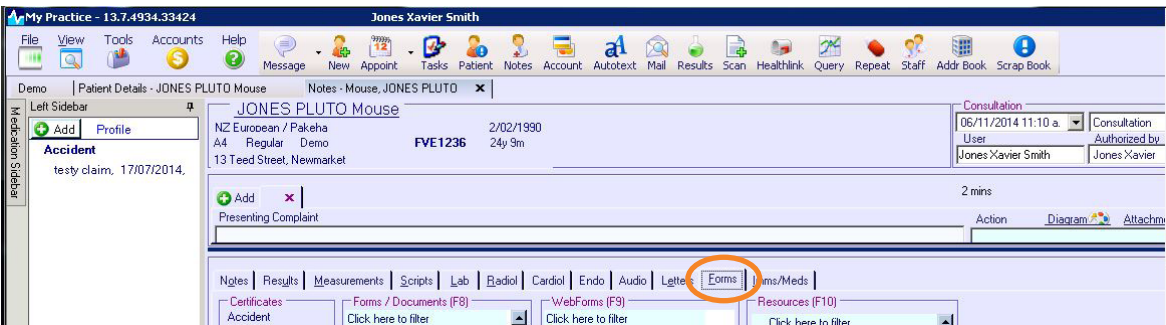 My Practice - 13.7.4934.33424 Jones Xavier Smith
File View Tools Accounts Help
Message New Appoint Tasks Patient Notes Account Autotext Mail Results Scan Healthlink Query Repeat Staff Addr Book Scrap Book
Demo Patient Details - JONES PLUTO Mouse Notes - Mouse, JONES PLUTO X
Medication Sidebar
Left Sidebar
Add Profile
Accident
testy claim, 17/07/2014,
JONES PLUTO Mouse
NZ European / Pakeha 2/02/1990
A4 Regular Demo FVE1236 24y 9m
13 Teed Street, Newmarket
Consultation
06/11/2014 11:10 a. Consultation
User Authorized by
Jones Xavier Smith Jones Xavier
Add x
2 mins
Presenting Complaint
Action Diagram Attachm
Notes Results Measurements Scripts Lab Radiol Cardiol Endo Audio Letters Forms Imms/Meds
Certificates Forms / Documents (F8) WebForms (F9) Resources (F10)
Accident Click here to filter Click here to filter Click here to filter